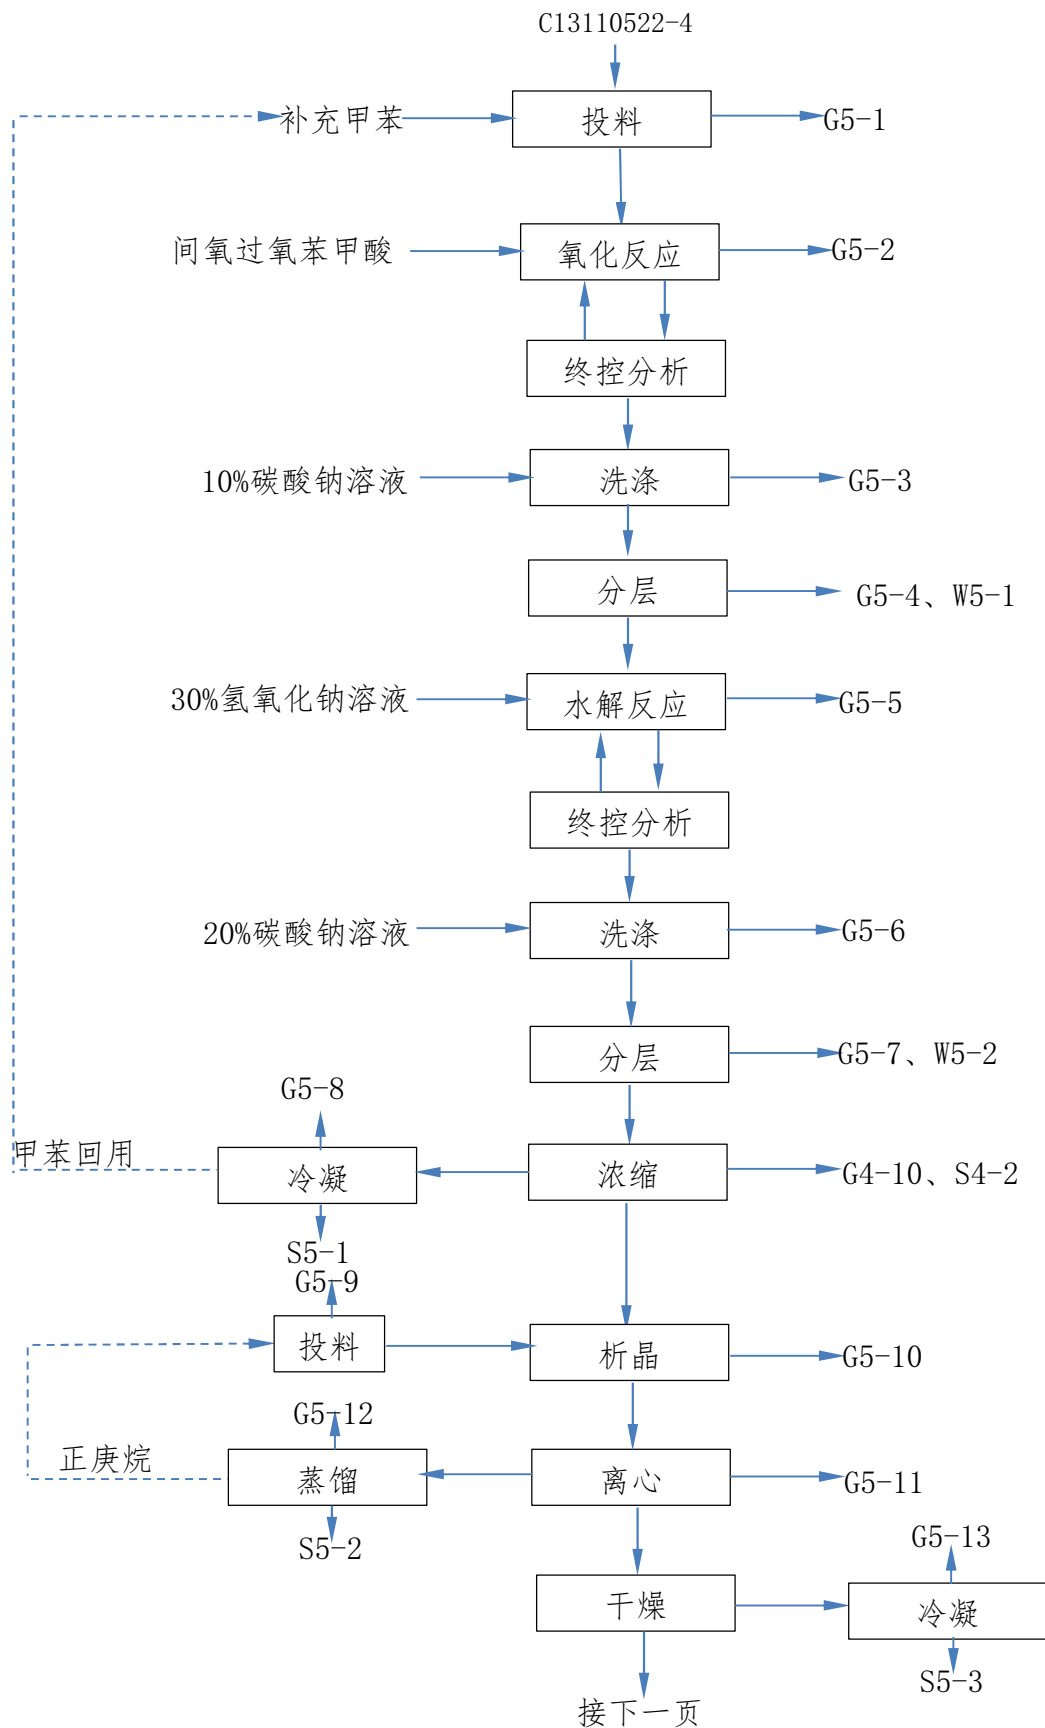 C13110522-4
补充甲苯
投料
G5-1
间氧过氧苯甲酸
氧化反应
G5-2
终控分析
10%碳酸钠溶液
洗涤
G5-3
分层
G5-4、W5-1
30%氢氧化钠溶液
水解反应
G5-5
终控分析
20%碳酸钠溶液
洗涤
G5-6
分层
G5-7、W5-2
G5-8
甲苯回用
冷凝
浓缩
G4-10、S4-2
S5-1
G5-9
投料
析晶
G5-10
G5-12
正庚烷
蒸馏
离心
G5-11
S5-2
G5-13
干燥
冷凝
S5-3
接下一页